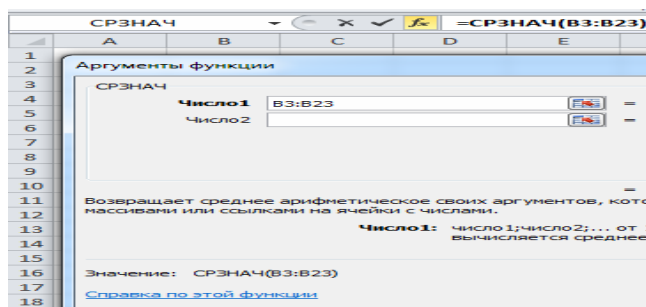 СРЗНАЧ =СРЗНАЧ(B3:B23)
A B C D E
1
2 Аргументы функции
3 СРЗНАЧ
4 Число1 B3:B23 =
5 Число2 =
6
7
8
9
10 =
11 Возвращает среднее арифметическое своих аргументов, кото
12 массивами или ссылками на ячейки с числами.
13 Число1: число1;число2;... от
14 вычисляется среднее
15
16 Значение: СРЗНАЧ(B3:B23)
17 Справка по этой функции
18